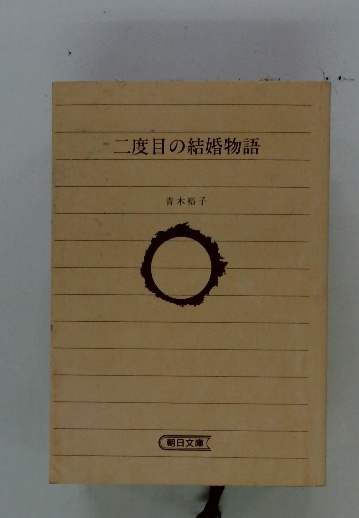 二度目の結婚物語
青木裕子
朝日文庫